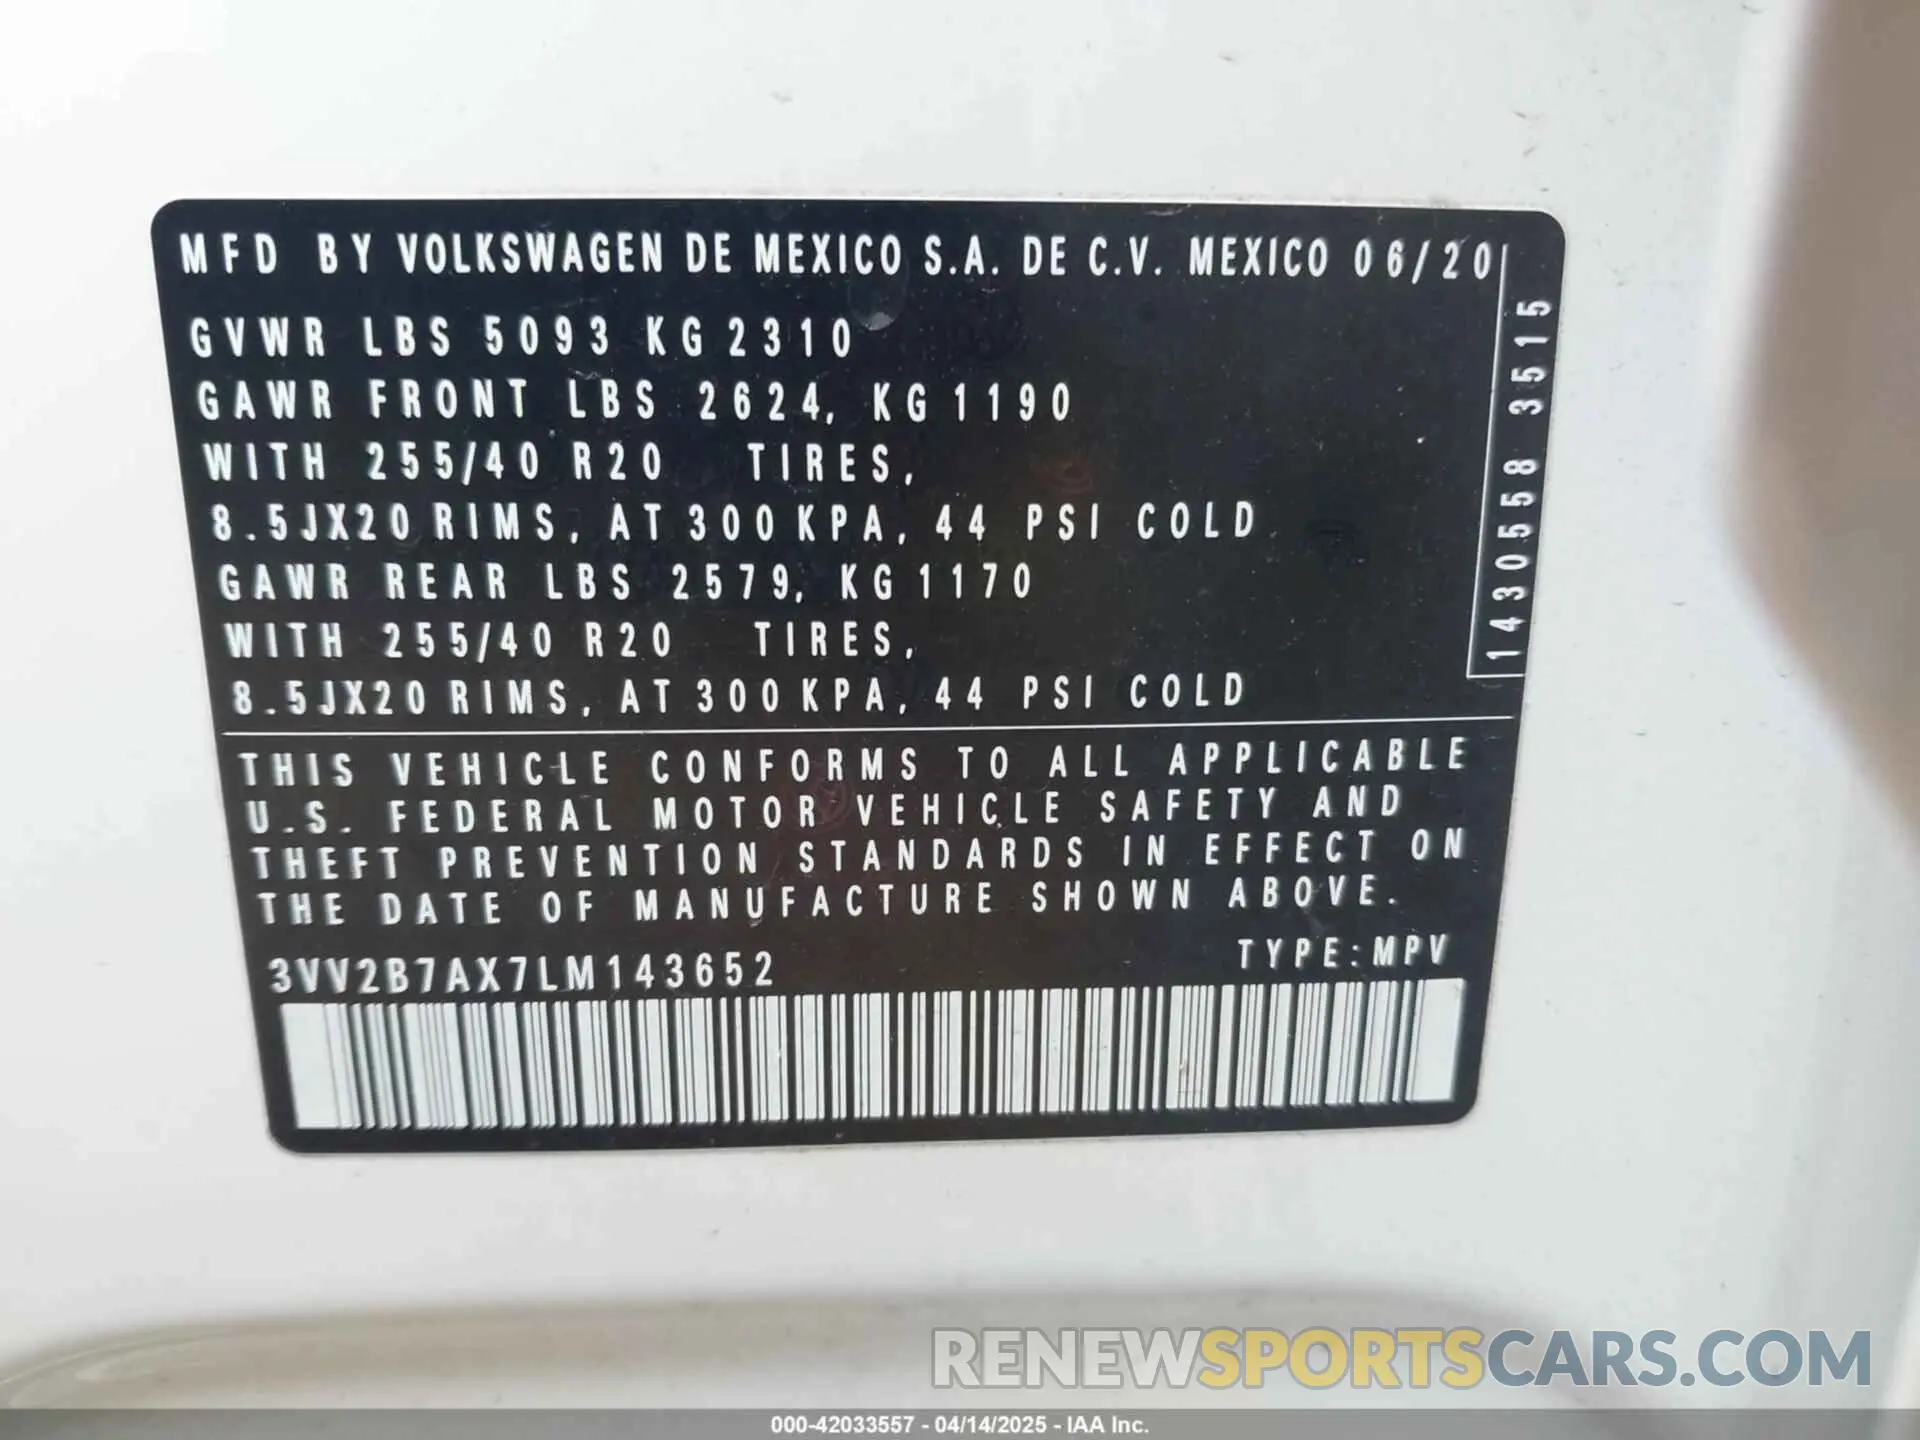 MFD BY VOLKSWAGEN DE MEXICO S.A. DE C.V. MEXICO 06/20
GVWR LBS 5093 KG 2310
GAWR FRONT LBS 2624, KG 1190
WITH 255/40 R20 TIRES,
8.5JX20 RIMS, AT 300 KPA, 44 PSI COLD
GAWR REAR LBS 2579, KG 1170
WITH 255/40 R20 TIRES,
8.5JX20 RIMS, AT 300 KPA, 44 PSI COLD
1430558 3515
THIS VEHICLE CONFORMS TO ALL APPLICABLE
U.S. FEDERAL MOTOR VEHICLE SAFETY AND
THEFT PREVENTION STANDARDS IN EFFECT ON
THE DATE OF MANUFACTURE SHOWN ABOVE.
3VV2B7AX7LM143652 TYPE: MPV
RENEWSPORTSCARS.COM
000-42033557 - 04/14/2025 - IAA Inc.